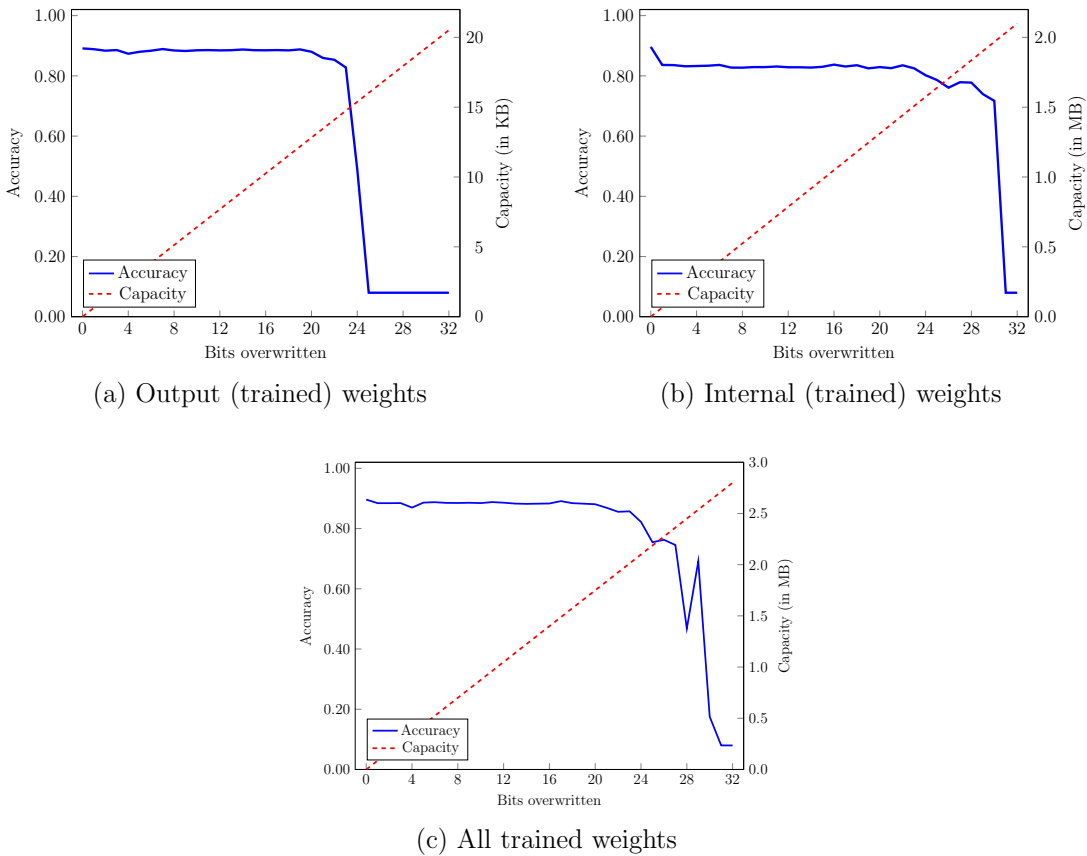 1.00
0.80
0.60
0.40
0.20
0.00
Accuracy
20
15
10
5
0
Capacity (in KB)
Accuracy
Capacity
0 4 8 12 16 20 24 28 32
Bits overwritten
(a) Output (trained) weights
1.00
0.80
0.60
0.40
0.20
0.00
Accuracy
2.0
1.5
1.0
0.5
0.0
Capacity (in MB)
Accuracy
Capacity
0 4 8 12 16 20 24 28 32
Bits overwritten
(b) Internal (trained) weights
1.00
0.80
0.60
0.40
0.20
0.00
Accuracy
3.0
2.5
2.0
1.5
1.0
0.5
0.0
Capacity (in MB)
Accuracy
Capacity
0 4 8 12 16 20 24 28 32
Bits overwritten
(c) All trained weights